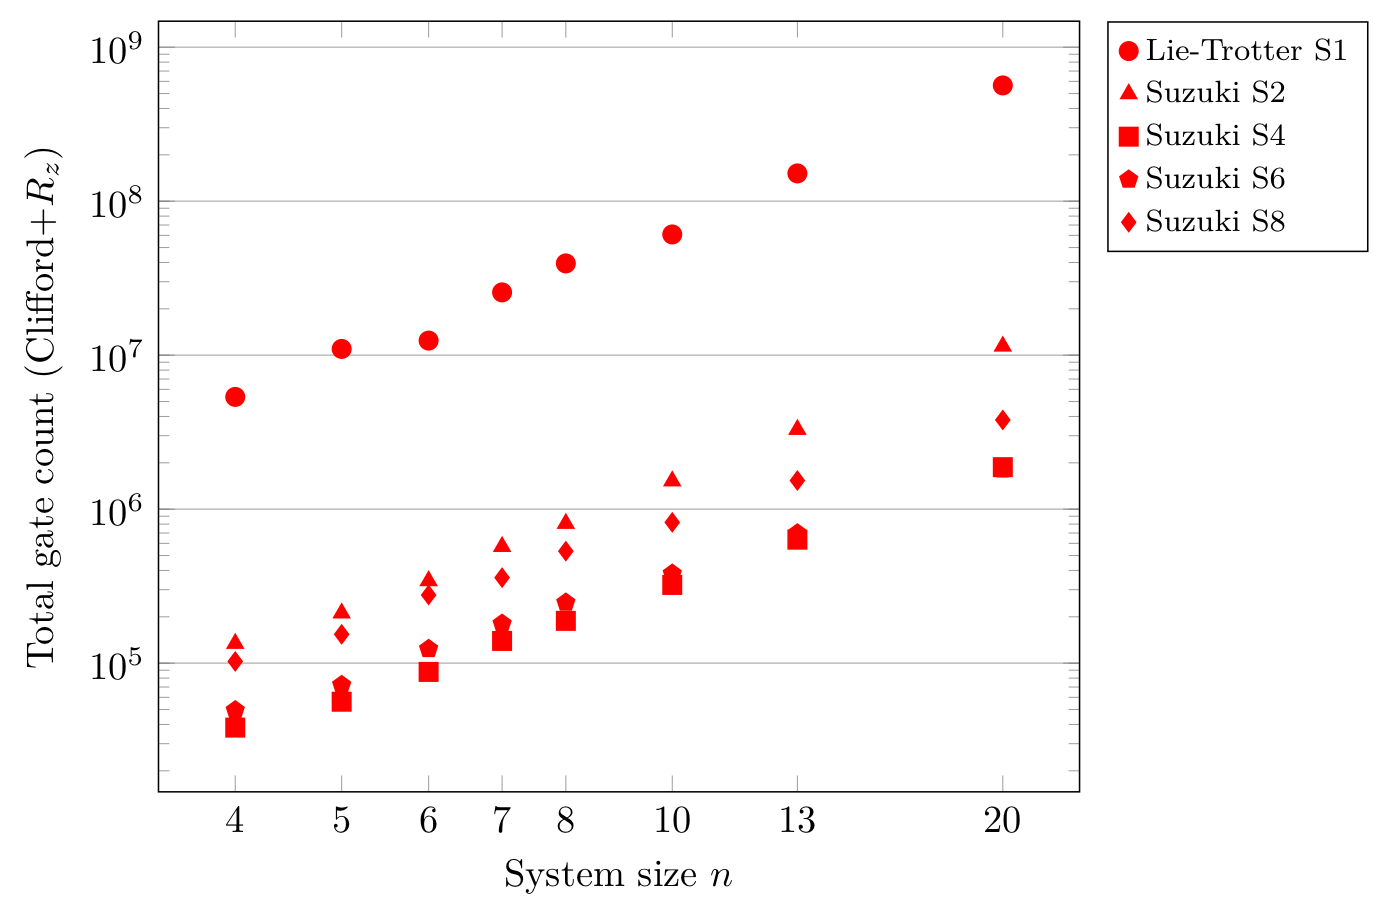 Total gate count (Clifford+R_z)
10^9
10^8
10^7
10^6
10^5
4 5 6 7 8 10 13 20
System size n
Lie-Trotter S1
Suzuki S2
Suzuki S4
Suzuki S6
Suzuki S8